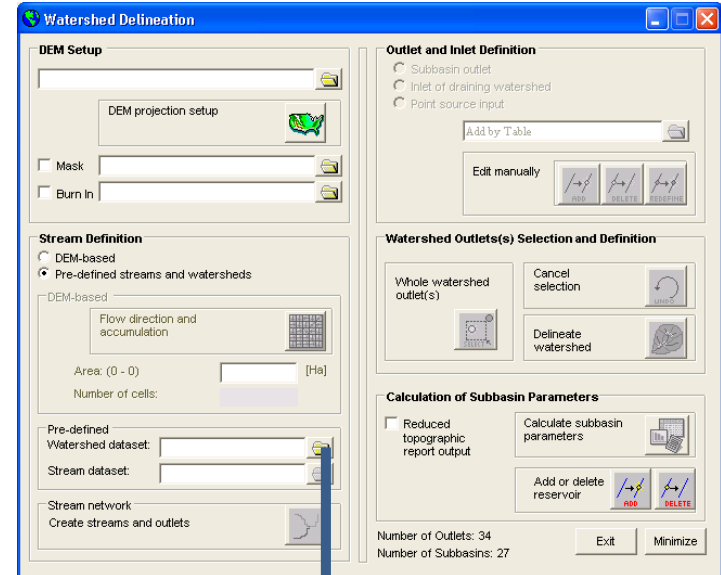 Watershed Delineation
DEM Setup
DEM projection setup
Mask
Burn In
Stream Definition
DEM-based
Pre-defined streams and watersheds
DEM-based
Flow direction and
accumulation
Area: (0 - 0)
[Ha]
Number of cells:
Pre-defined
Watershed dataset:
Stream dataset:
Stream network
Create streams and outlets
Outlet and Inlet Definition
Subbasin outlet
Inlet of draining watershed
Point source input
Add by Table
Edit manually
ADD
DELETE
REDEFINE
Watershed Outlets(s) Selection and Definition
Whole watershed
outlet(s)
SELECT
Cancel
selection
UNDO
Delineate
watershed
Calculation of Subbasin Parameters
Reduced
topographic
report output
Calculate subbasin
parameters
Add or delete
reservoir
ADD
DELETE
Number of Outlets: 34
Number of Subbasins: 27
Exit
Minimize